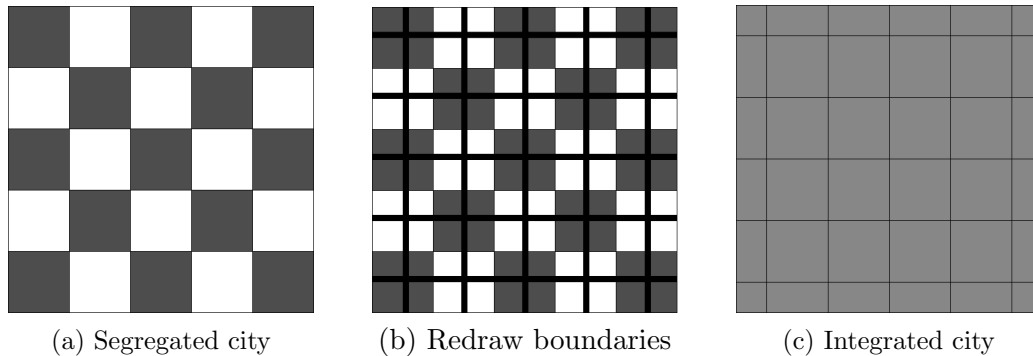 (a) Segregated city
(b) Redraw boundaries
(c) Integrated city